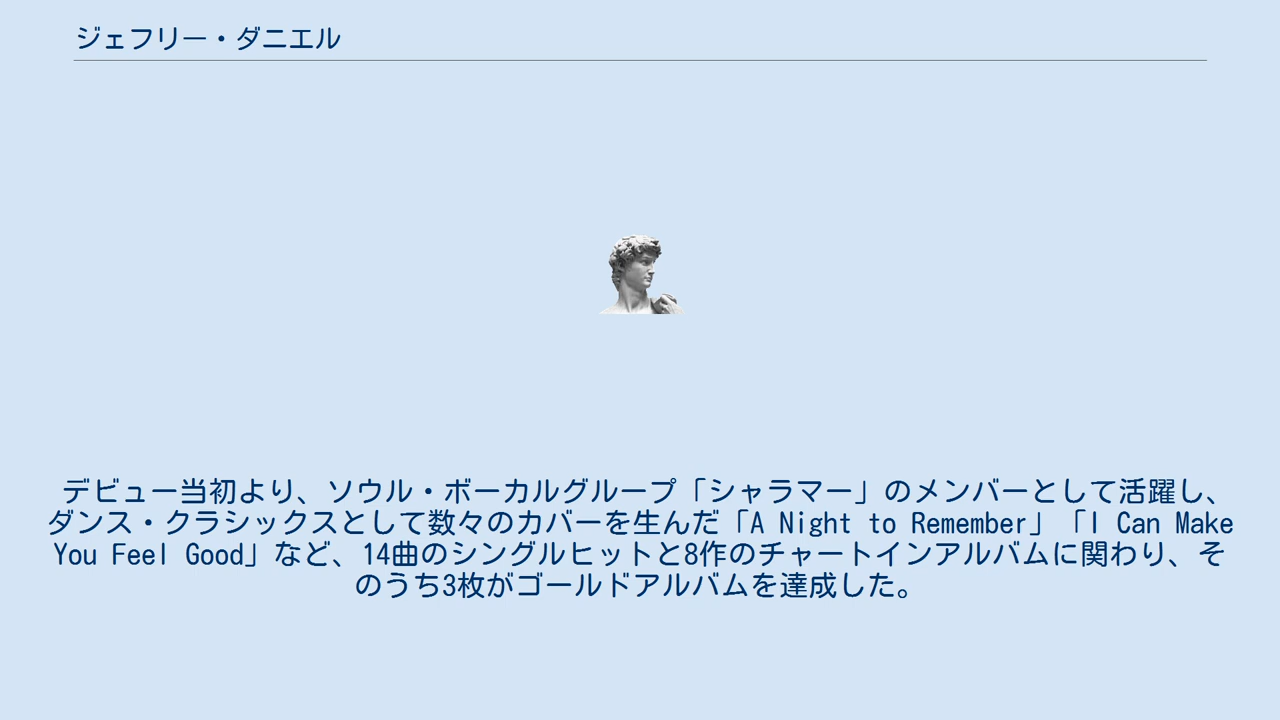 ジェフリー・ダニエル
デビュー当初より、ソウル・ボーカルグループ「シャラマー」のメンバーとして活躍し、
ダンス・クラシックスとして数々のカバーを生んだ「A Night to Remember」「I Can Make
You Feel Good」など、14曲のシングルヒットと8作のチャートインアルバムに関わり、そ
のうち3枚がゴールドアルバムを達成した。